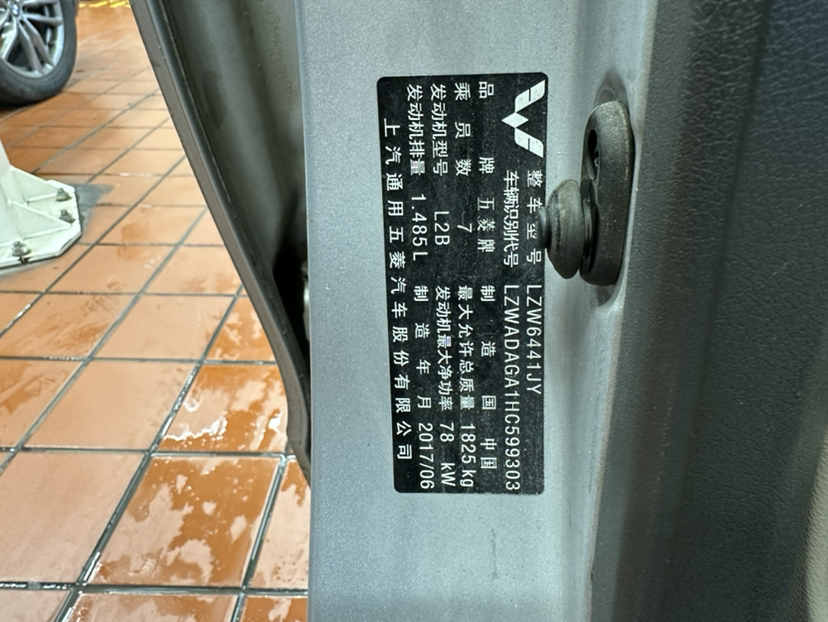 整车型号 LZW6441JY
车辆识别代号 LZWADAGA1HC599303
品牌 五菱牌 制造国 中国
乘员数 7 最大允许总质量 1825 kg
发动机型号 L2B 发动机最大净功率 78 kW
发动机排量 1.485L 制造年月 2017/06
上汽通用五菱汽车股份有限公司